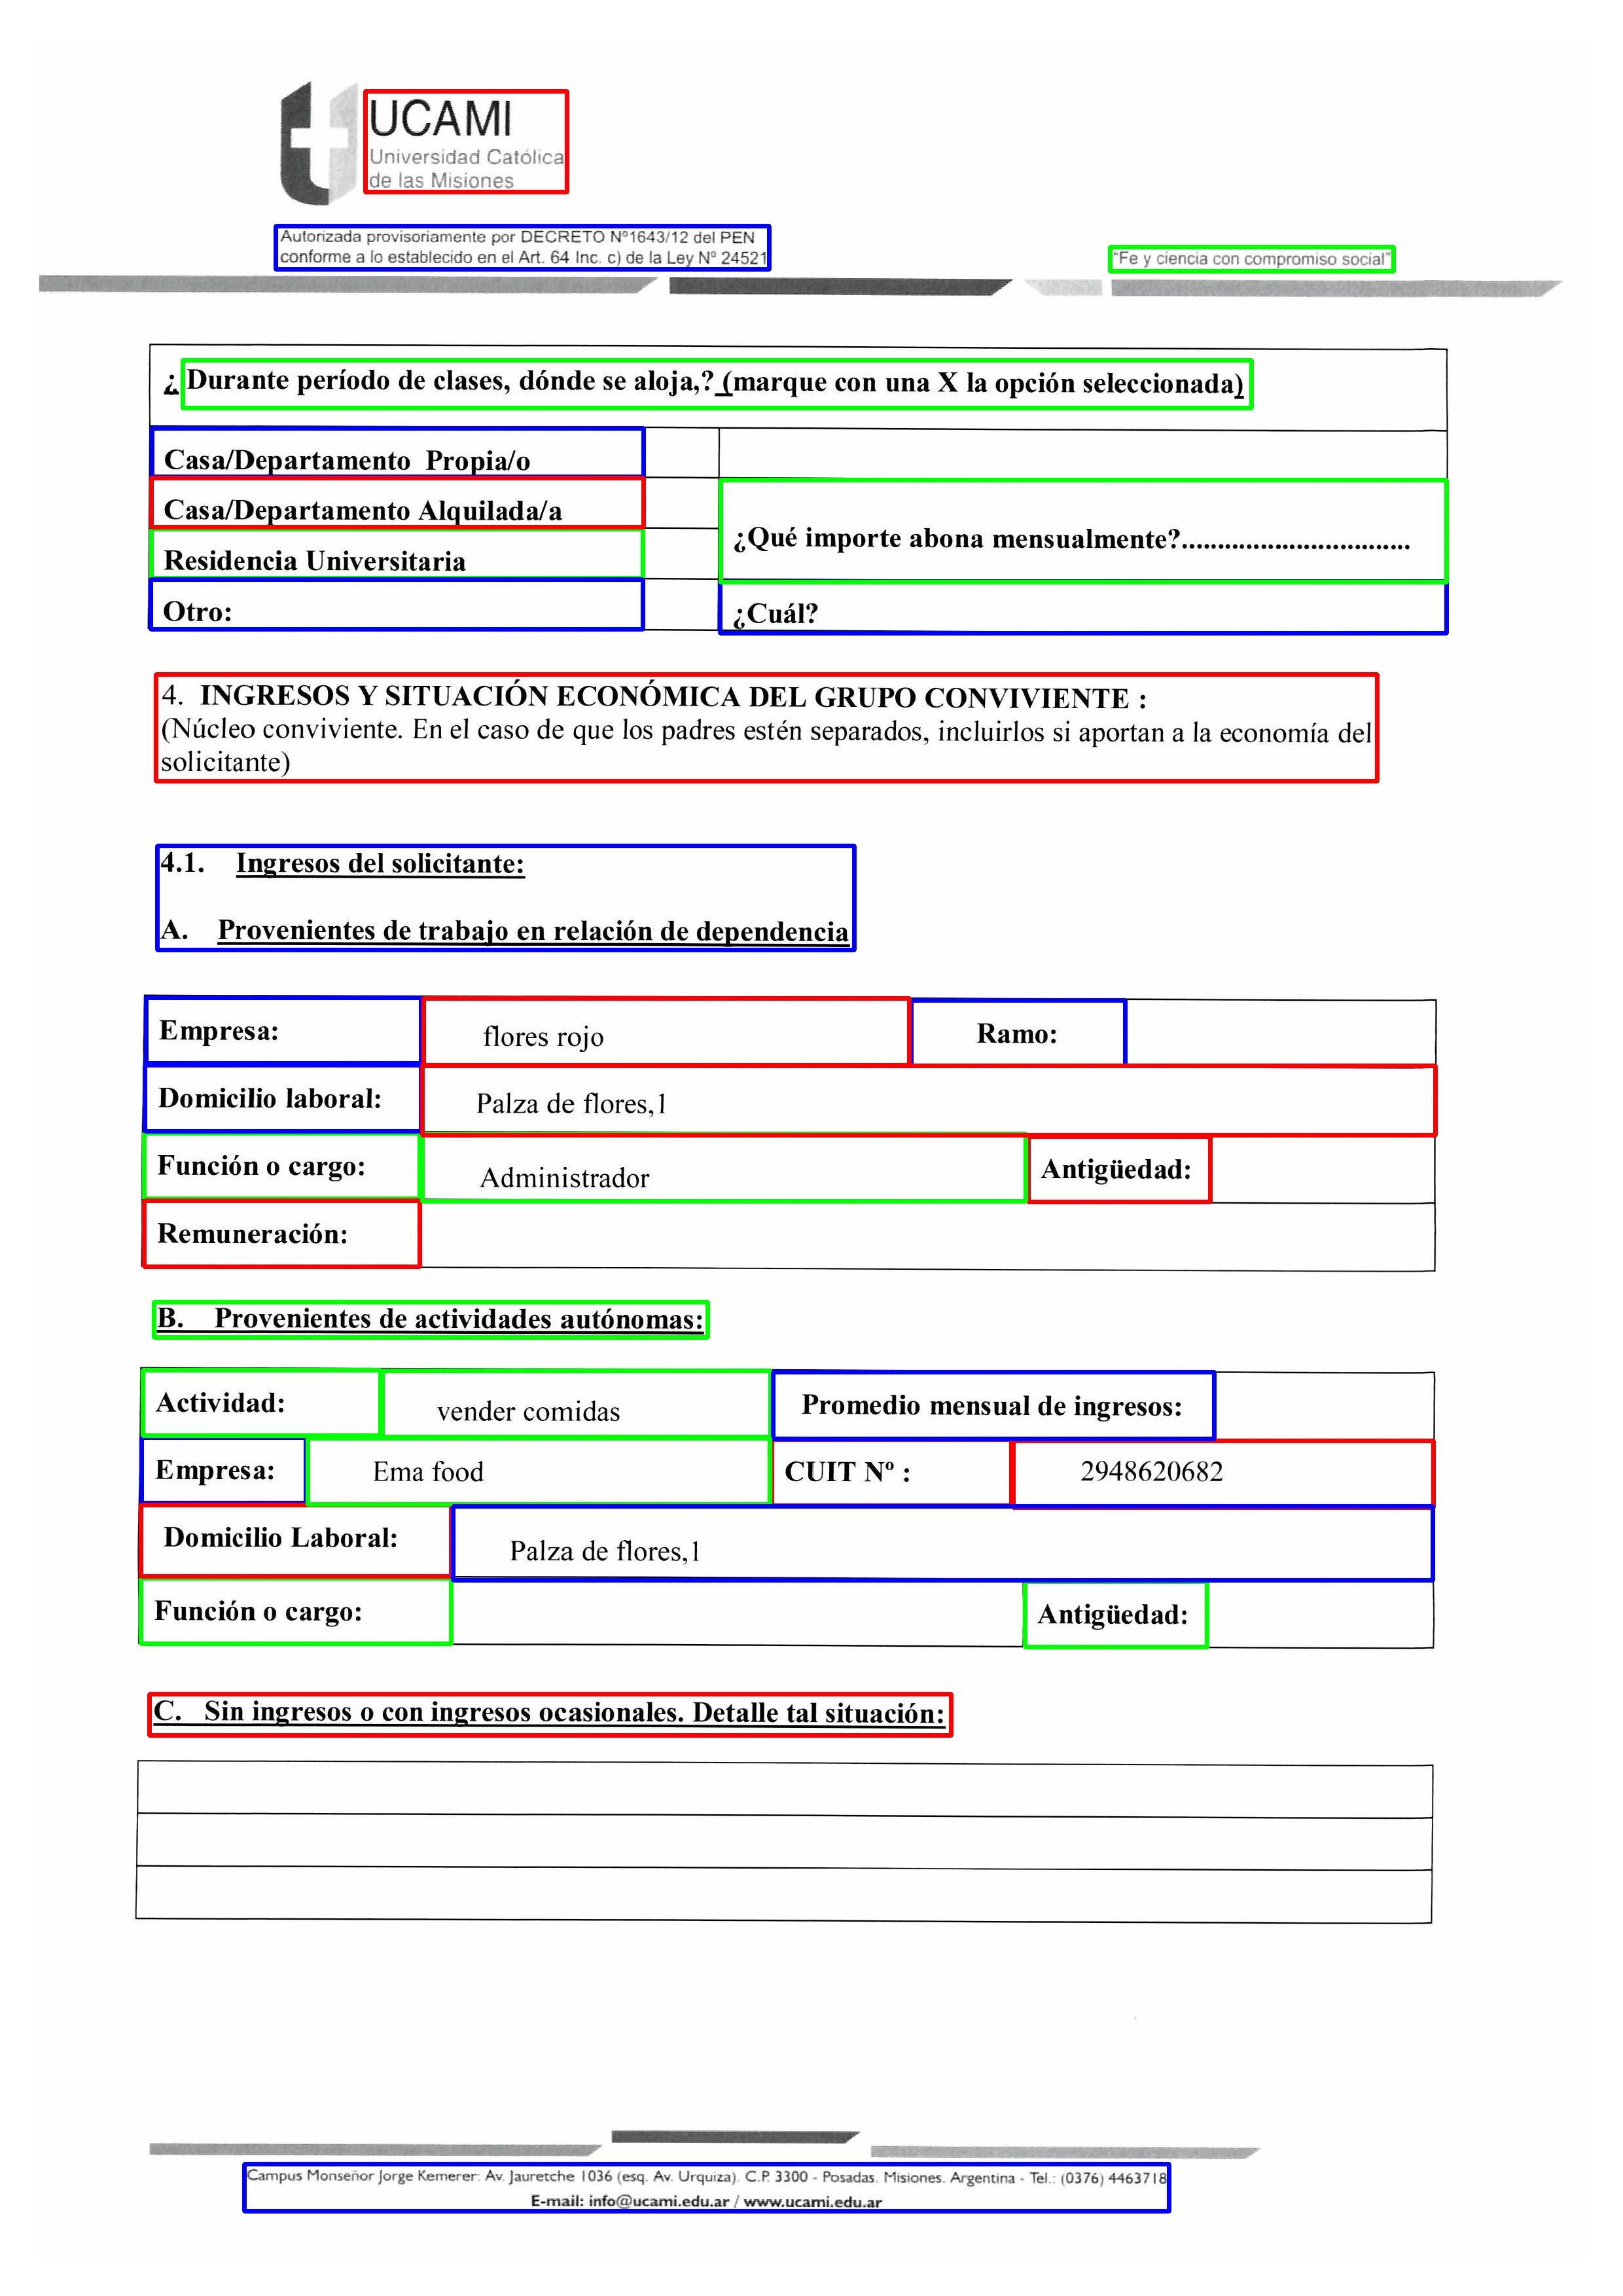 UCAMI
Universidad Católica
de las Misiones
Autorizada provisoriamente por DECRETO Nº1643/12 del PEN
conforme a lo establecido en el Art. 64 Inc. c) de la Ley Nº 24521
"Fe y ciencia con compromiso social"
¿ Durante período de clases, dónde se aloja,? (marque con una X la opción seleccionada)
Casa/Departamento Propia/o
Casa/Departamento Alquilada/a
¿Qué importe abona mensualmente?................................
Residencia Universitaria
Otro: ¿Cuál?
4. INGRESOS Y SITUACIÓN ECONÓMICA DEL GRUPO CONVIVIENTE :
(Núcleo conviviente. En el caso de que los padres estén separados, incluirlos si aportan a la economía del
solicitante)
4.1. Ingresos del solicitante:
A. Provenientes de trabajo en relación de dependencia
Empresa: flores rojo Ramo:
Domicilio laboral: Palza de flores,1
Función o cargo: Administrador Antigüedad:
Remuneración:
B. Provenientes de actividades autónomas:
Actividad: vender comidas Promedio mensual de ingresos:
Empresa: Ema food CUIT Nº : 2948620682
Domicilio Laboral: Palza de flores,1
Función o cargo: Antigüedad:
C. Sin ingresos o con ingresos ocasionales. Detalle tal situación:
Campus Monseñor Jorge Kemerer: Av. Jauretche 1036 (esq. Av. Urquiza). C.P. 3300 - Posadas. Misiones. Argentina - Tel.: (0376) 4463718
E-mail: info@ucami.edu.ar / www.ucami.edu.ar